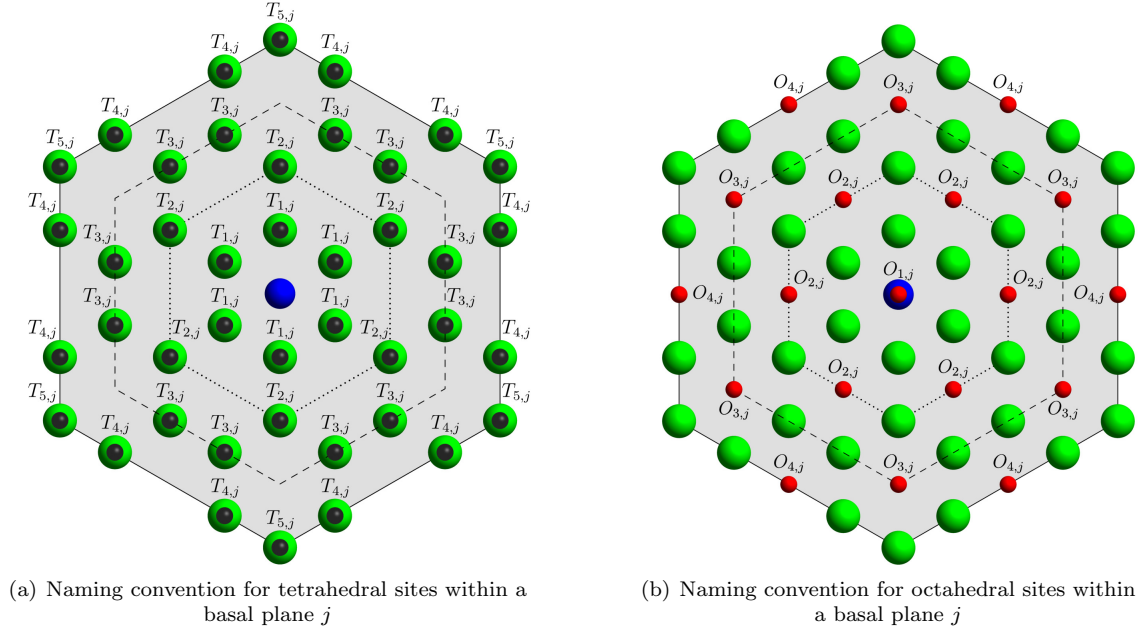 T₅,ⱼ
T₄,ⱼ T₄,ⱼ
T₄,ⱼ T₃,ⱼ T₃,ⱼ T₄,ⱼ
T₅,ⱼ T₃,ⱼ T₂,ⱼ T₃,ⱼ T₅,ⱼ
T₄,ⱼ T₂,ⱼ T₁,ⱼ T₂,ⱼ T₄,ⱼ
T₃,ⱼ T₁,ⱼ T₁,ⱼ T₃,ⱼ
T₃,ⱼ T₁,ⱼ T₁,ⱼ T₃,ⱼ
T₄,ⱼ T₂,ⱼ T₁,ⱼ T₂,ⱼ T₄,ⱼ
T₅,ⱼ T₃,ⱼ T₂,ⱼ T₃,ⱼ T₅,ⱼ
T₄,ⱼ T₃,ⱼ T₃,ⱼ T₄,ⱼ
T₄,ⱼ T₄,ⱼ
T₅,ⱼ
(a) Naming convention for tetrahedral sites within a
basal plane j
O₄,ⱼ O₃,ⱼ O₄,ⱼ
O₃,ⱼ O₂,ⱼ O₂,ⱼ O₃,ⱼ
O₁,ⱼ
O₂,ⱼ O₂,ⱼ
O₄,ⱼ O₄,ⱼ
O₂,ⱼ O₂,ⱼ
O₃,ⱼ O₃,ⱼ
O₄,ⱼ O₃,ⱼ O₄,ⱼ
(b) Naming convention for octahedral sites within
a basal plane j